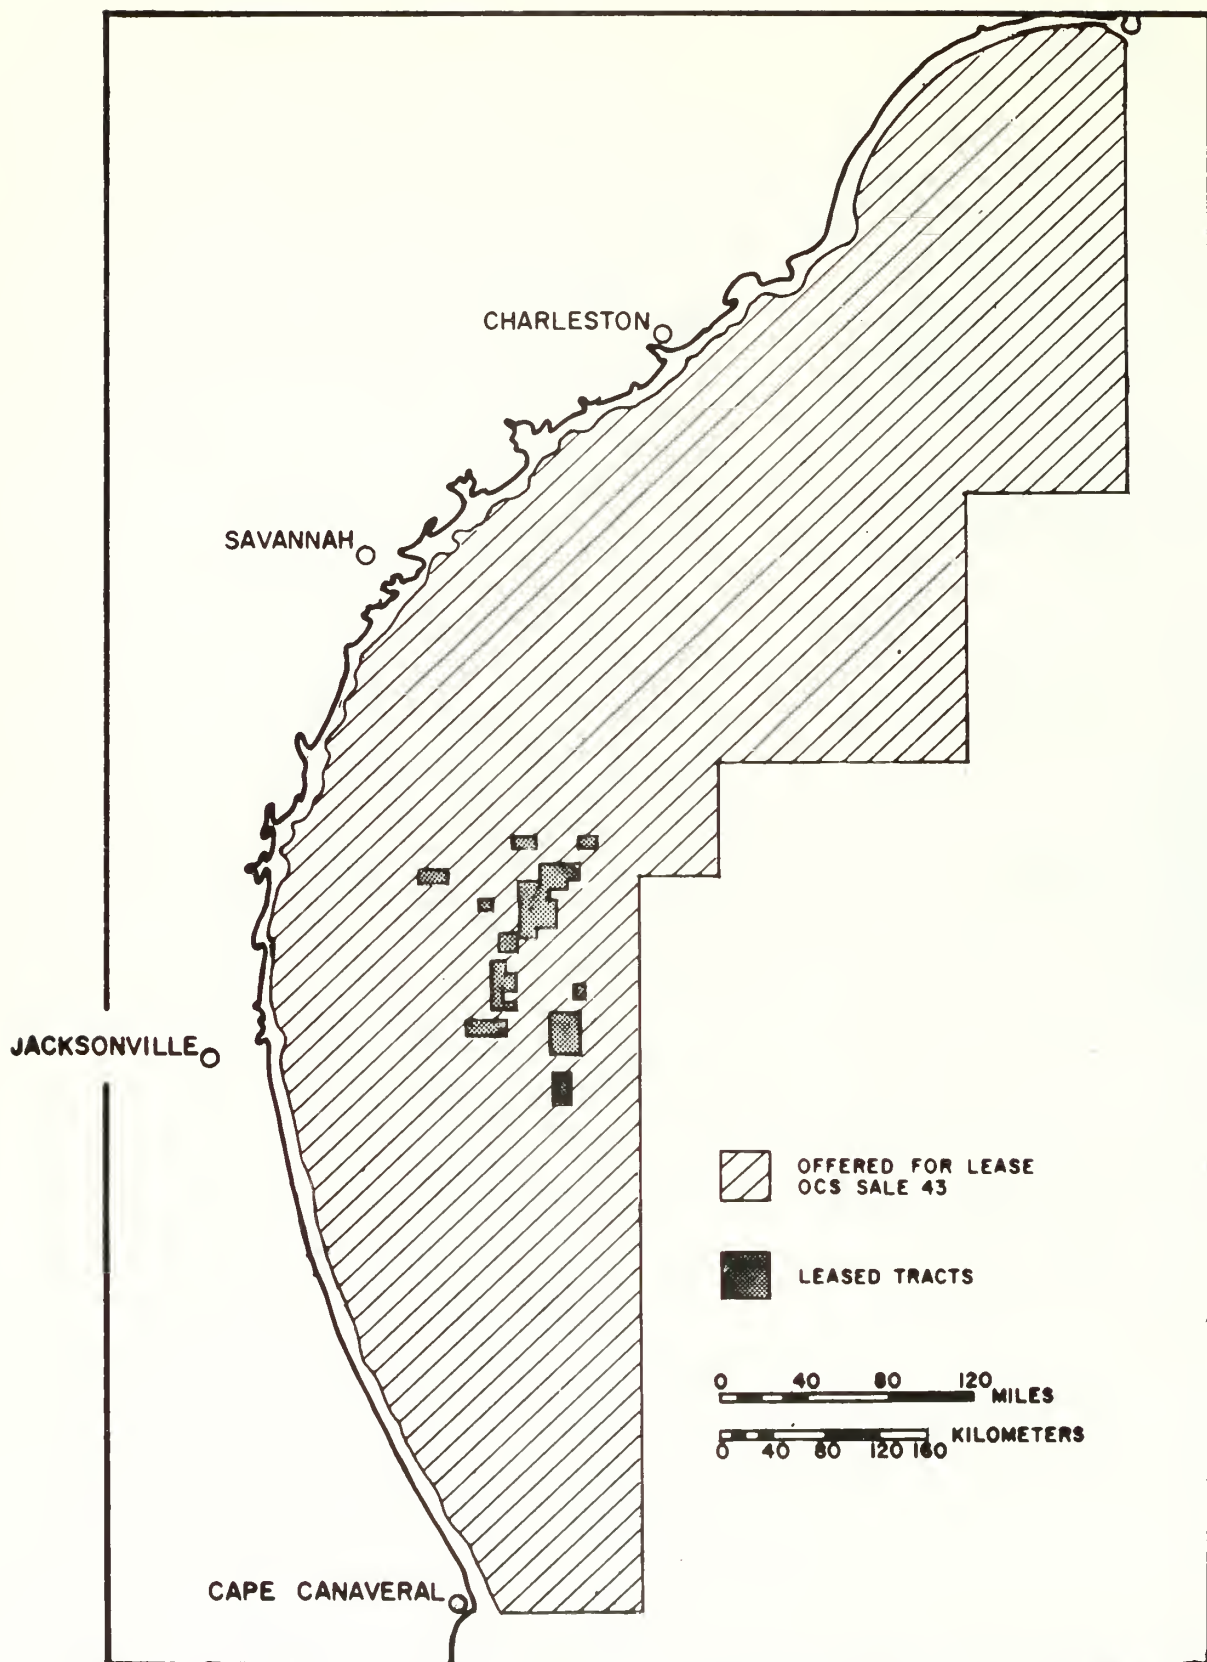 CHARLESTON
SAVANNAH
JACKSONVILLE
OFFERED FOR LEASE
OCS SALE 43
LEASED TRACTS
0 40 80 120
MILES
KILOMETERS
0 40 80 120 160
CAPE CANAVERAL